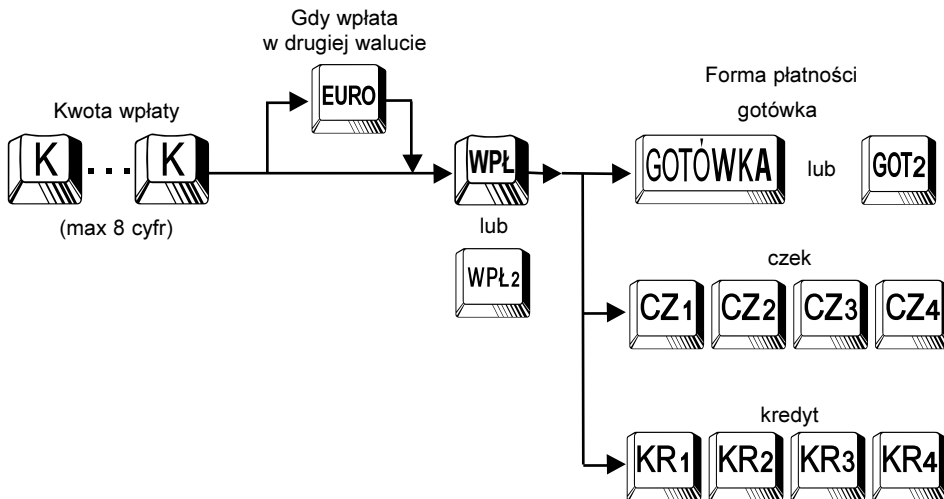 Gdy wpłata
w drugiej walucie
EURO
Kwota wpłaty
K ... K
(max 8 cyfr)
WPŁ
lub
WPŁ2
Forma płatności
gotówka
GOTÓWKA lub GOT2
czek
CZ1 CZ2 CZ3 CZ4
kredyt
KR1 KR2 KR3 KR4